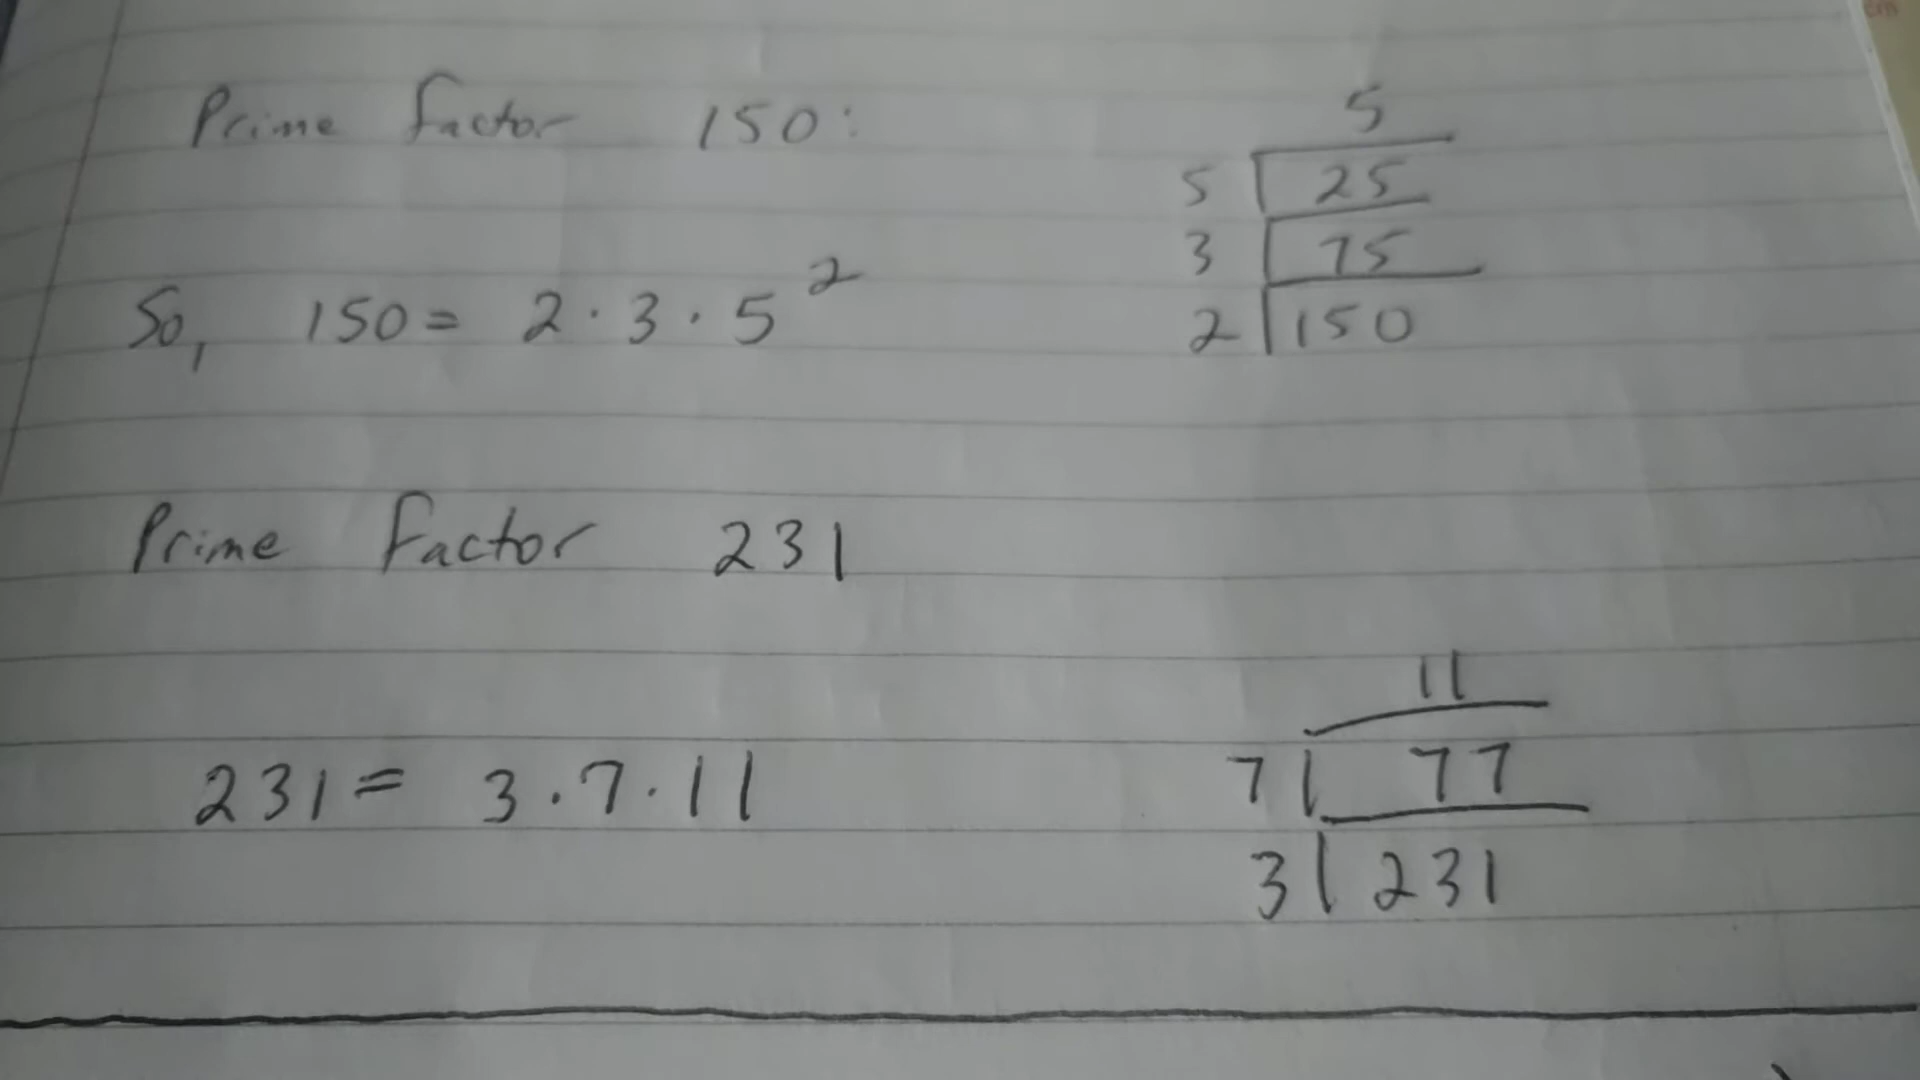 Prime factor 150:
5
5 25
3 75
2 150
So, 150 = 2 · 3 · 5²
Prime Factor 231
11
7 77
3 231
231 = 3 · 7 · 11